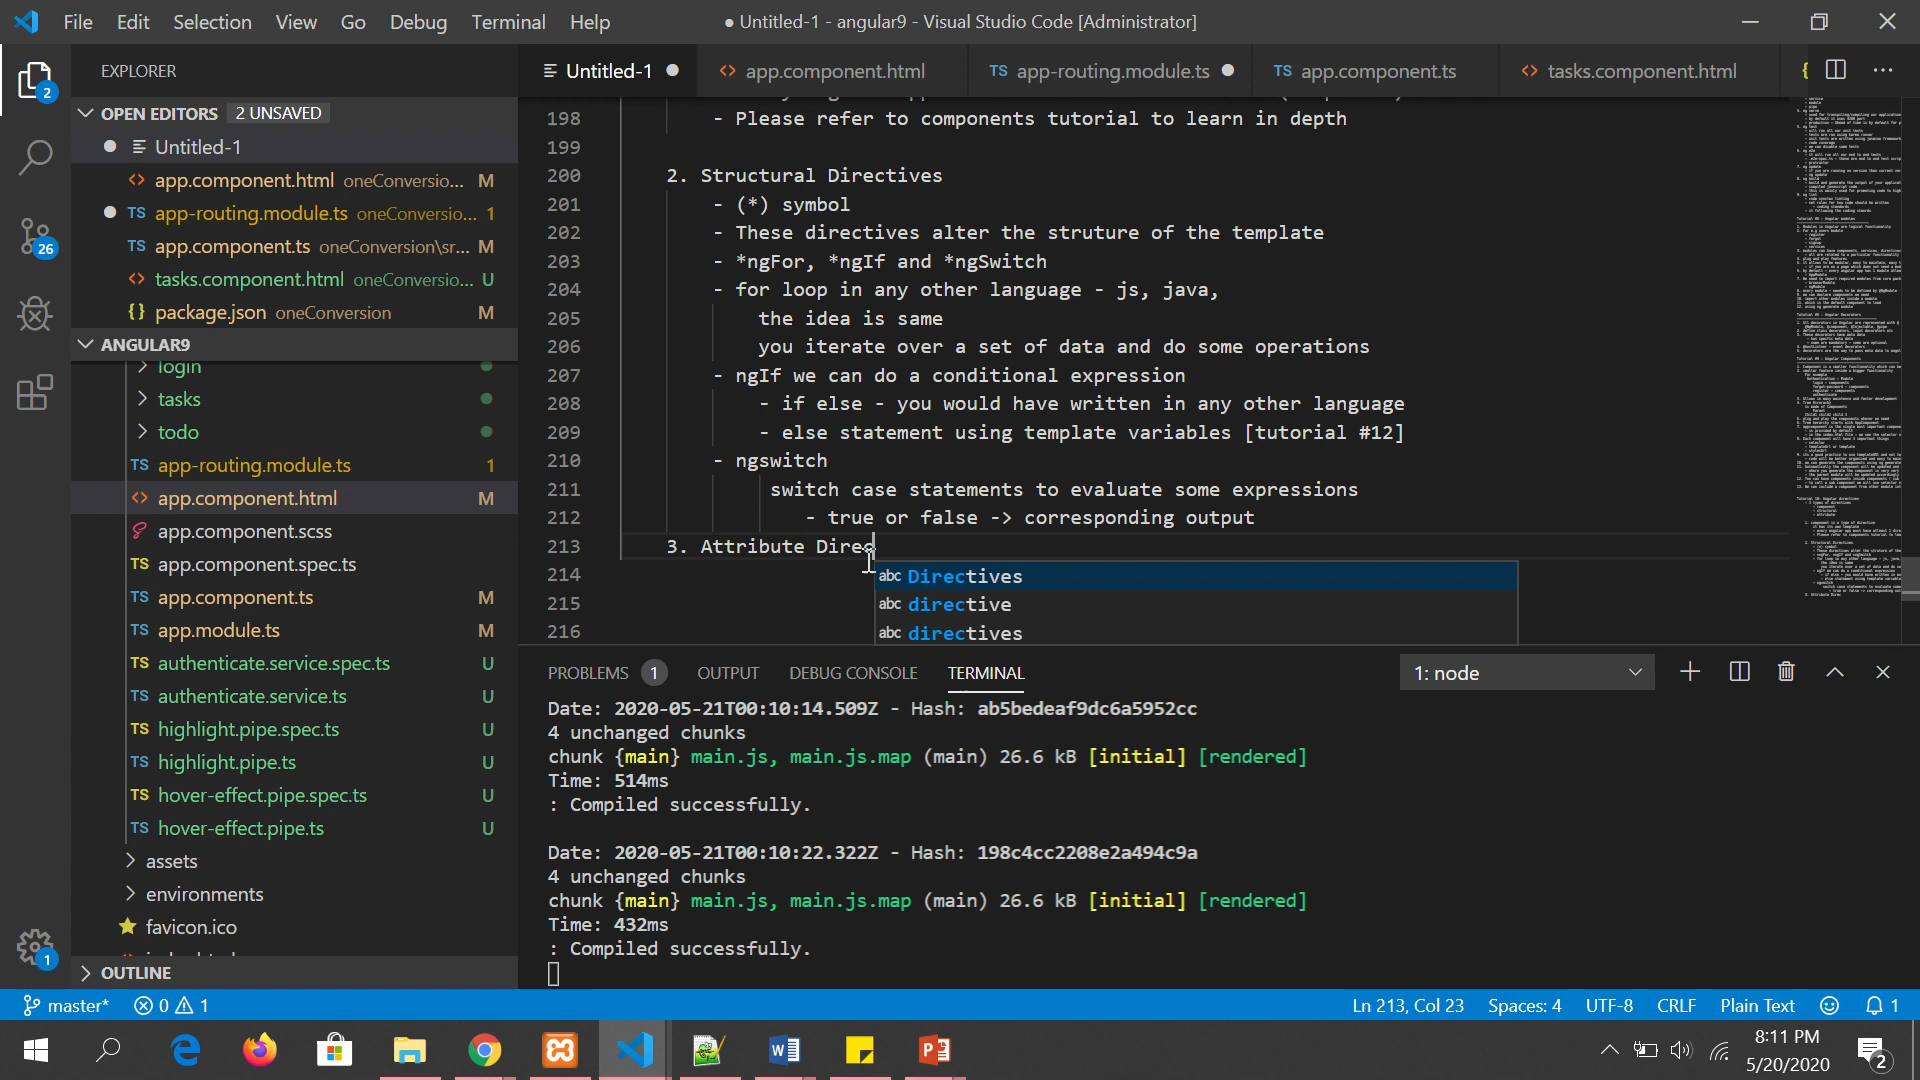 File Edit Selection View Go Debug Terminal Help
● Untitled-1 - angular9 - Visual Studio Code [Administrator]
EXPLORER
OPEN EDITORS 2 UNSAVED
Untitled-1
app.component.html oneConversio... M
app-routing.module.ts oneConversio... 1
app.component.ts oneConversion\sr... M
tasks.component.html oneConversio... U
package.json oneConversion M
ANGULAR9
login
tasks
todo
app-routing.module.ts 1
app.component.html M
app.component.scss
app.component.spec.ts
app.component.ts M
app.module.ts M
authenticate.service.spec.ts U
authenticate.service.ts U
highlight.pipe.spec.ts U
highlight.pipe.ts U
hover-effect.pipe.spec.ts U
hover-effect.pipe.ts U
assets
environments
favicon.ico
OUTLINE
Untitled-1 app.component.html TS app-routing.module.ts TS app.component.ts tasks.component.html
198 - Please refer to components tutorial to learn in depth
199
200 2. Structural Directives
201 - (*) symbol
202 - These directives alter the struture of the template
203 - *ngFor, *ngIf and *ngSwitch
204 - for loop in any other language - js, java,
205 the idea is same
206 you iterate over a set of data and do some operations
207 - ngIf we can do a conditional expression
208 - if else - you would have written in any other language
209 - else statement using template variables [tutorial #12]
210 - ngswitch
211 switch case statements to evaluate some expressions
212 - true or false -> corresponding output
213 3. Attribute Direc
214 abc Directives
215 abc directive
216 abc directives
PROBLEMS 1 OUTPUT DEBUG CONSOLE TERMINAL 1: node
Date: 2020-05-21T00:10:14.509Z - Hash: ab5bedeaf9dc6a5952cc
4 unchanged chunks
chunk {main} main.js, main.js.map (main) 26.6 kB [initial] [rendered]
Time: 514ms
: Compiled successfully.
Date: 2020-05-21T00:10:22.322Z - Hash: 198c4cc2208e2a494c9a
4 unchanged chunks
chunk {main} main.js, main.js.map (main) 26.6 kB [initial] [rendered]
Time: 432ms
: Compiled successfully.
master* 0 1 Ln 213, Col 23 Spaces: 4 UTF-8 CRLF Plain Text 1
8:11 PM
5/20/2020